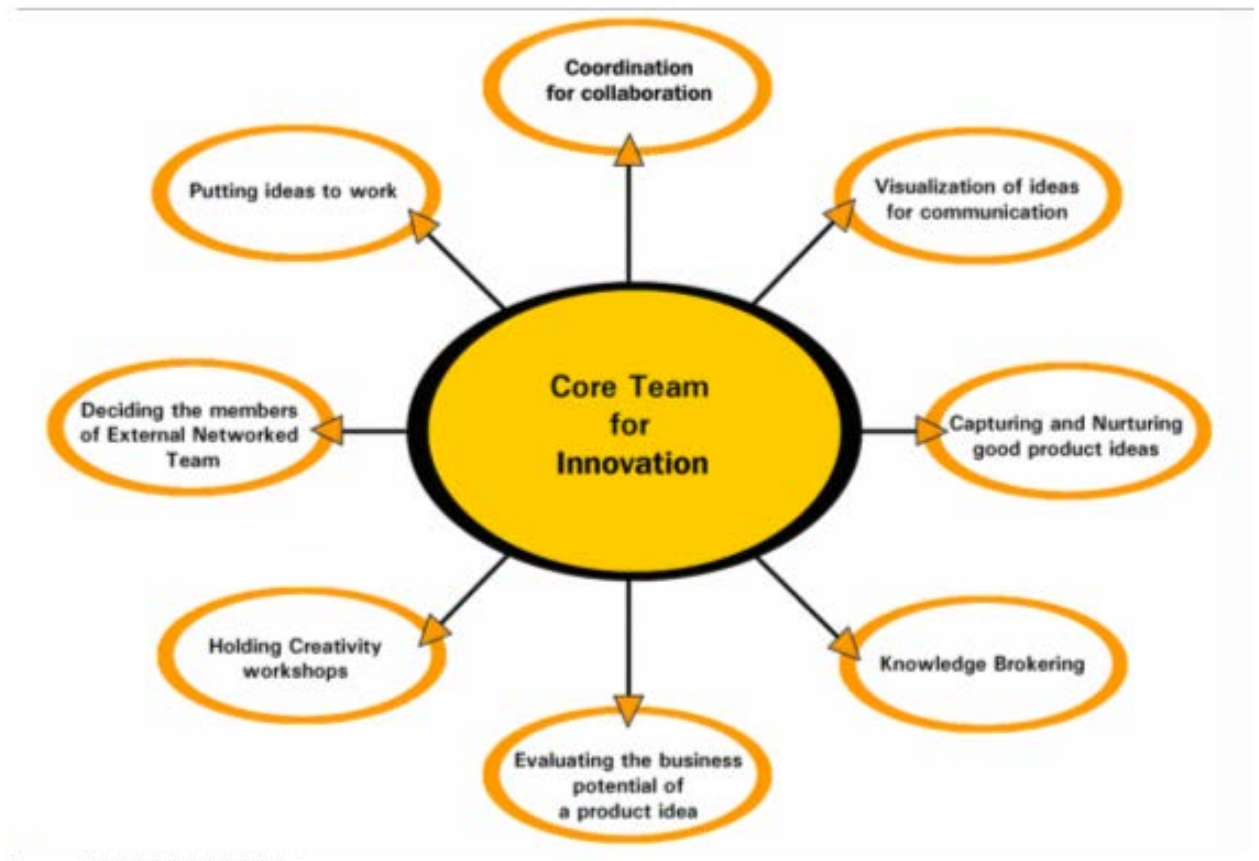 Coordination
for collaboration
Putting ideas to work
Visualization of ideas
for communication
Core Team
for
Innovation
Deciding the members
of External Networked
Team
Capturing and Nurturing
good product ideas
Holding Creativity
workshops
Knowledge Brokering
Evaluating the business
potential of
a product idea